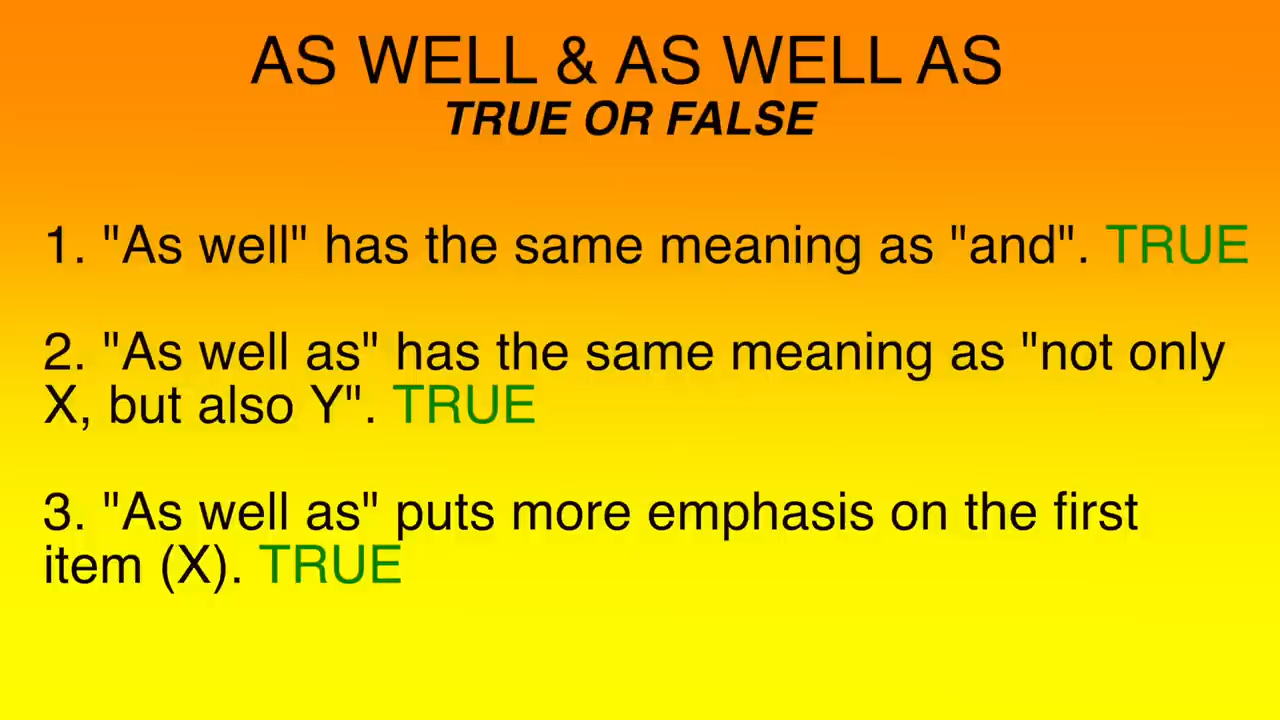 AS WELL & AS WELL AS
TRUE OR FALSE
1. "As well" has the same meaning as "and". TRUE
2. "As well as" has the same meaning as "not only
X, but also Y". TRUE
3. "As well as" puts more emphasis on the first
item (X). TRUE